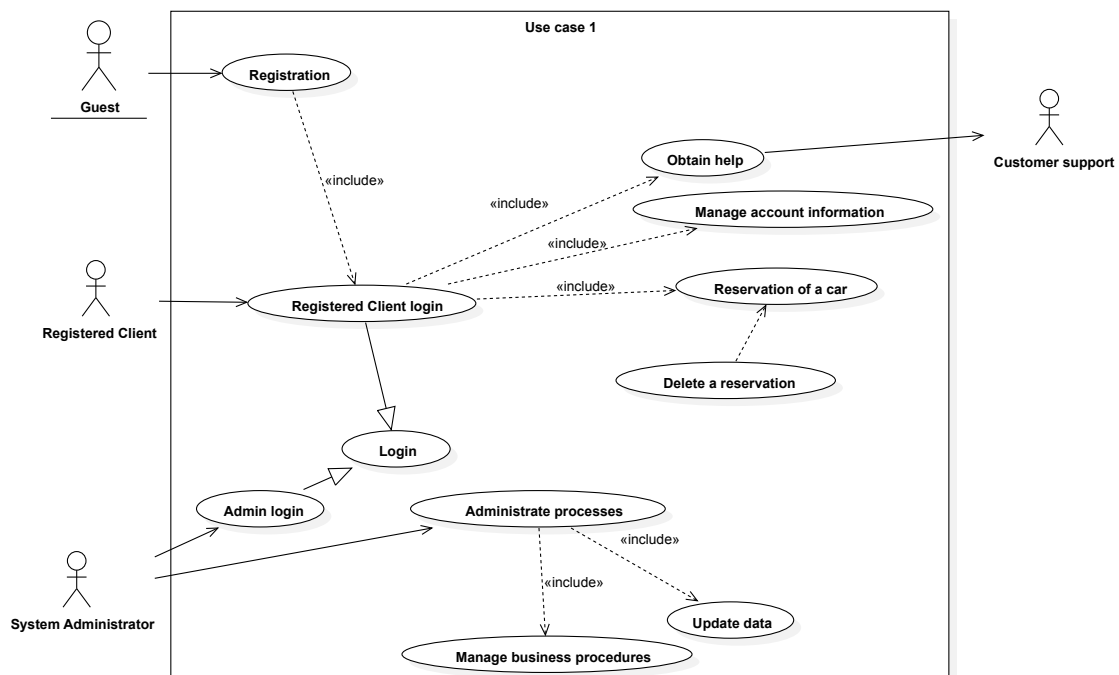 Use case 1
Registration
Guest
«include»
Obtain help
Customer support
«include»
Manage account information
«include»
Registered Client
Registered Client login
«include»
Reservation of a car
Delete a reservation
Login
Admin login
Administrate processes
«include»
«include»
System Administrator
Update data
Manage business procedures